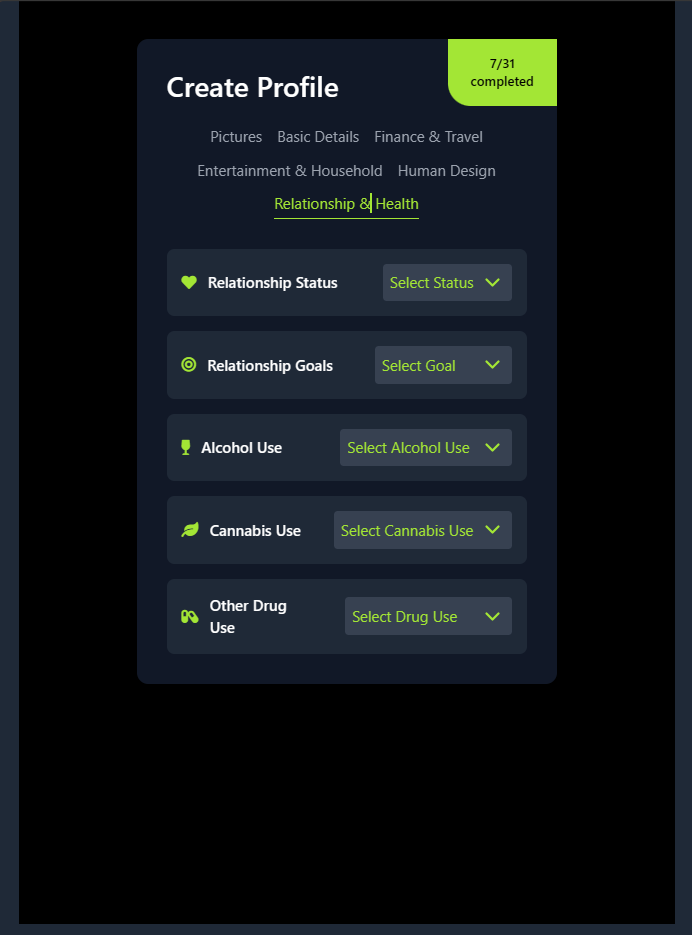 7/31
completed
Create Profile
Pictures Basic Details Finance & Travel
Entertainment & Household Human Design
Relationship & Health
Relationship Status Select Status
Relationship Goals Select Goal
Alcohol Use Select Alcohol Use
Cannabis Use Select Cannabis Use
Other Drug
Use
Select Drug Use